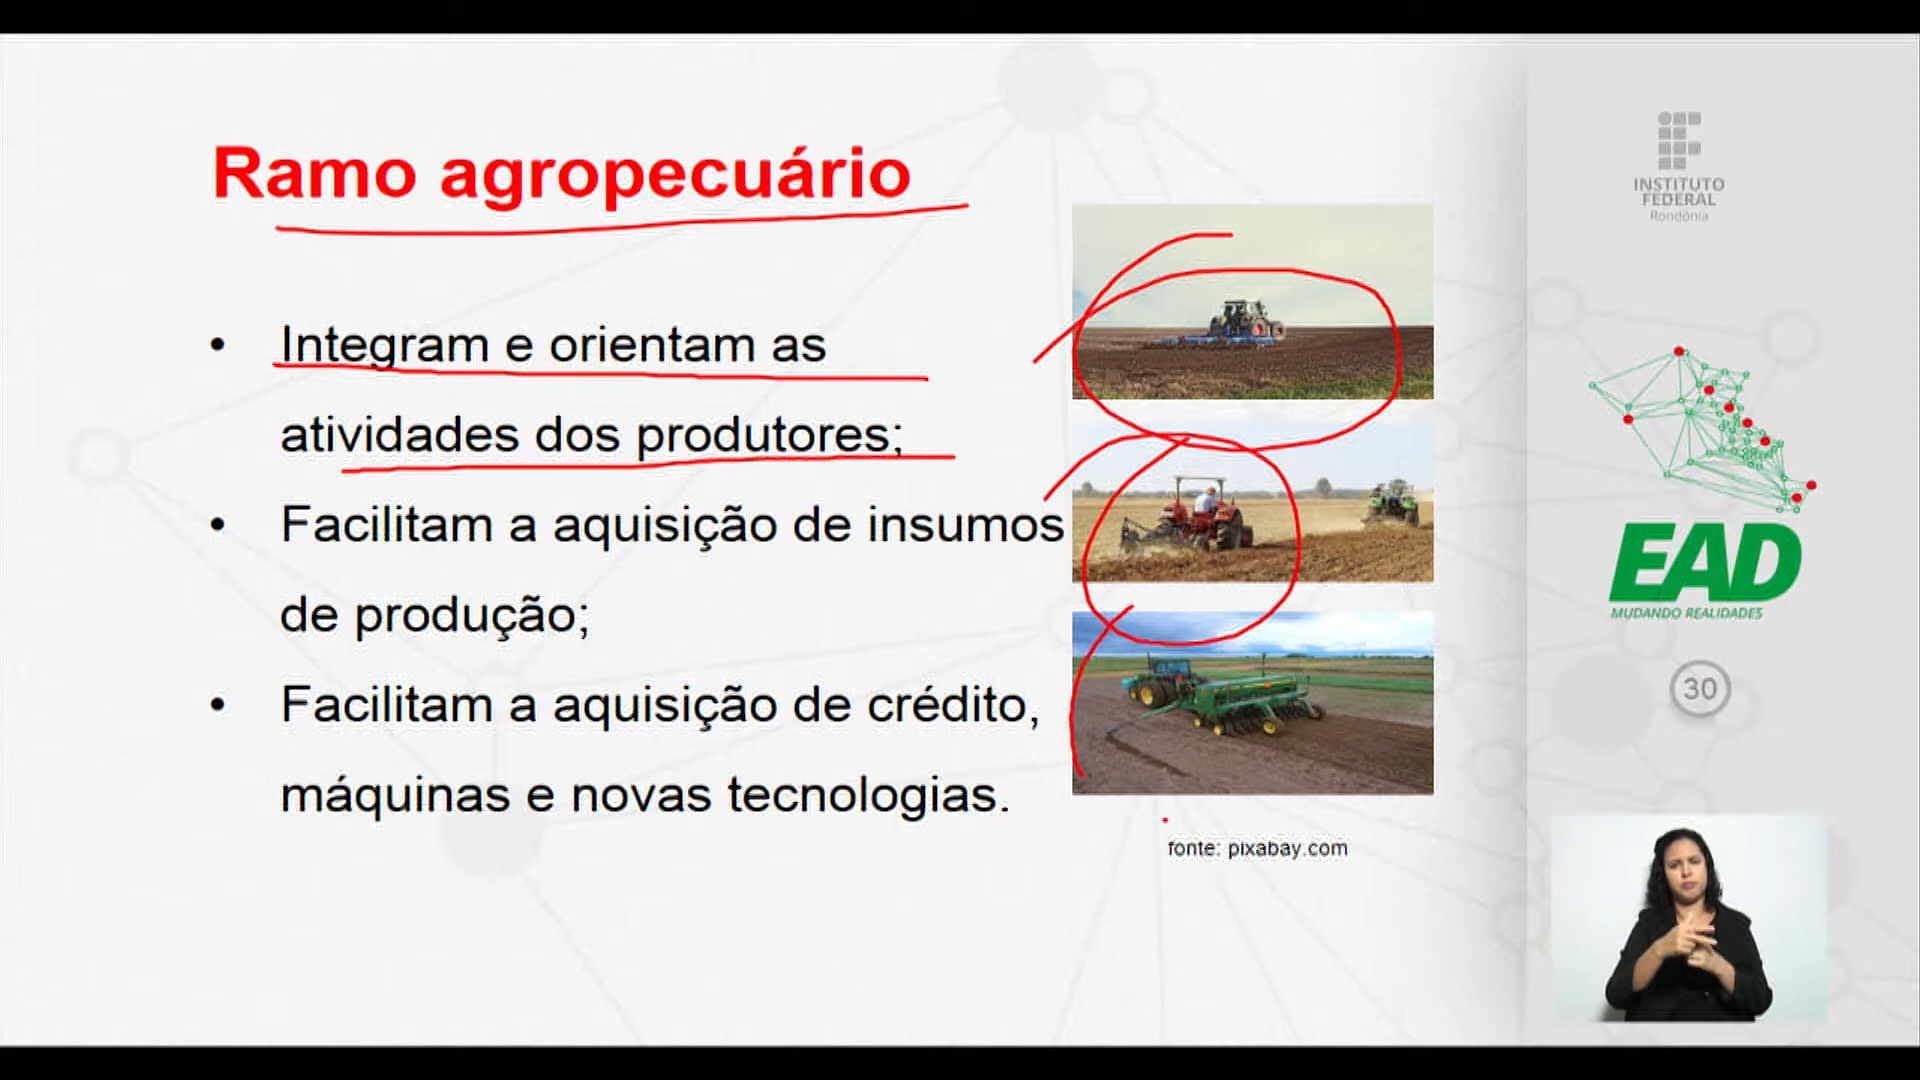 Ramo agropecuário
• Integram e orientam as
atividades dos produtores;
• Facilitam a aquisição de insumos
de produção;
• Facilitam a aquisição de crédito,
máquinas e novas tecnologias.
fonte: pixabay.com
INSTITUTO
FEDERAL
Rondônia
EAD
MUDANDO REALIDADES
30